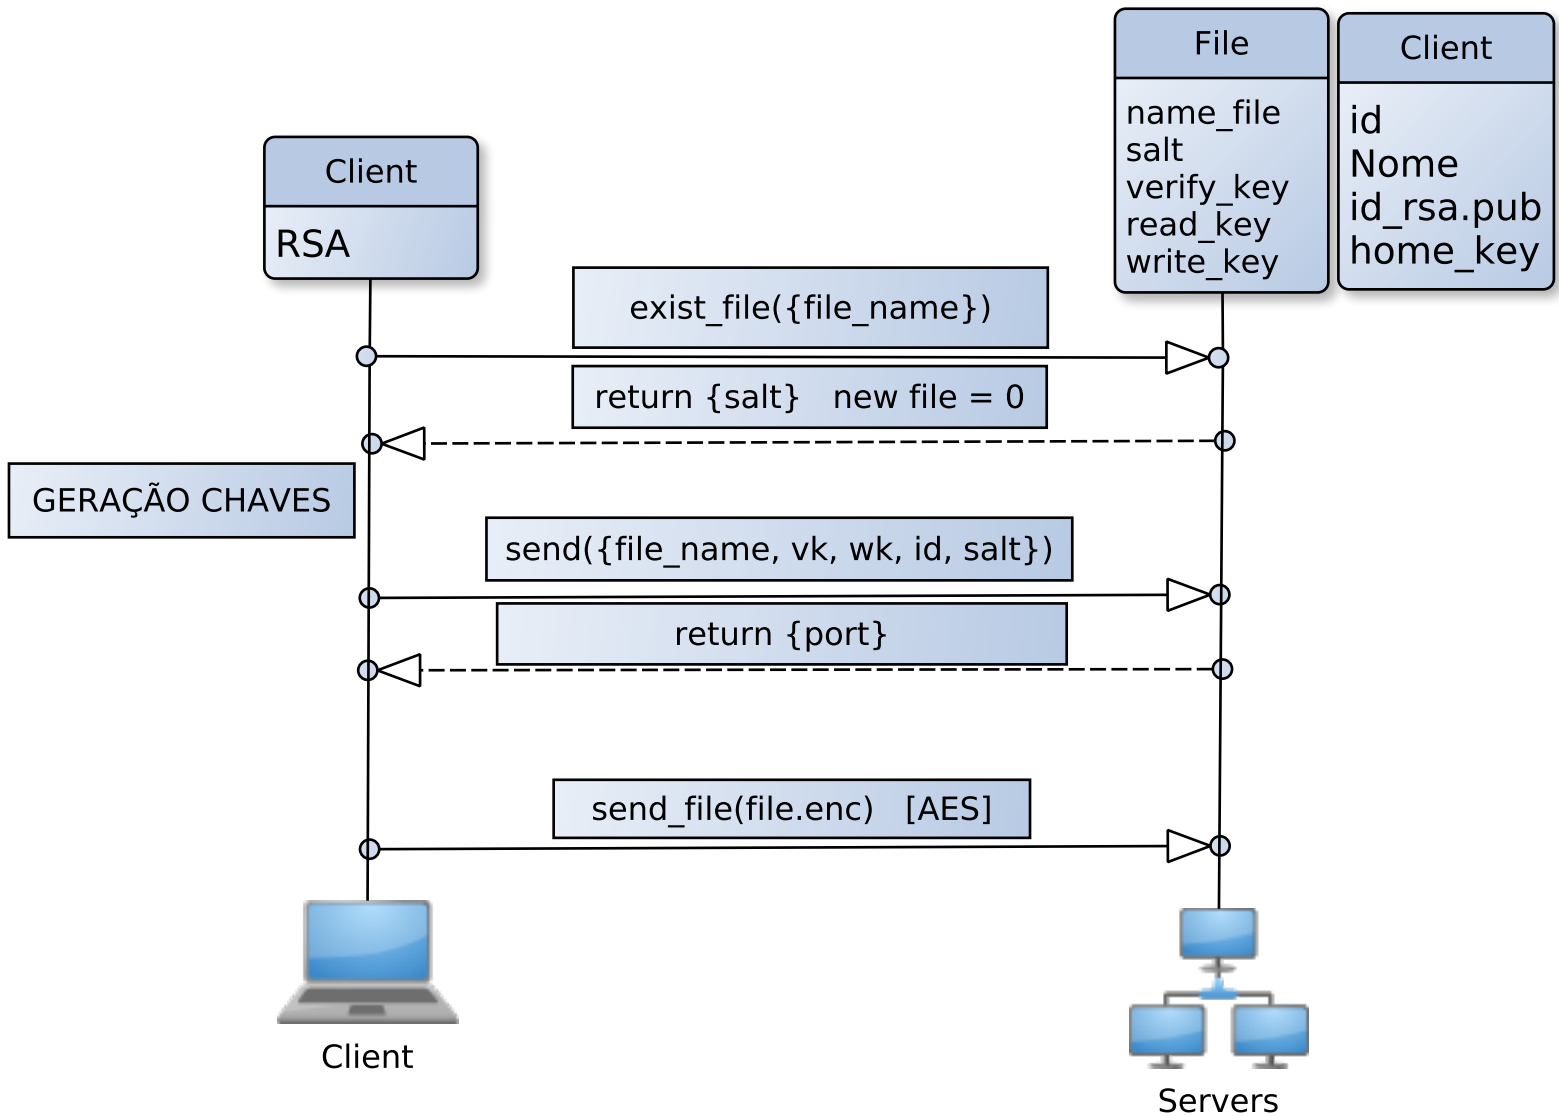 File
name_file
salt
verify_key
read_key
write_key
Client
id
Nome
id_rsa.pub
home_key
Client
RSA
exist_file({file_name})
return {salt}   new file = 0
GERAÇÃO CHAVES
send({file_name, vk, wk, id, salt})
return {port}
send_file(file.enc)   [AES]
Client
Servers